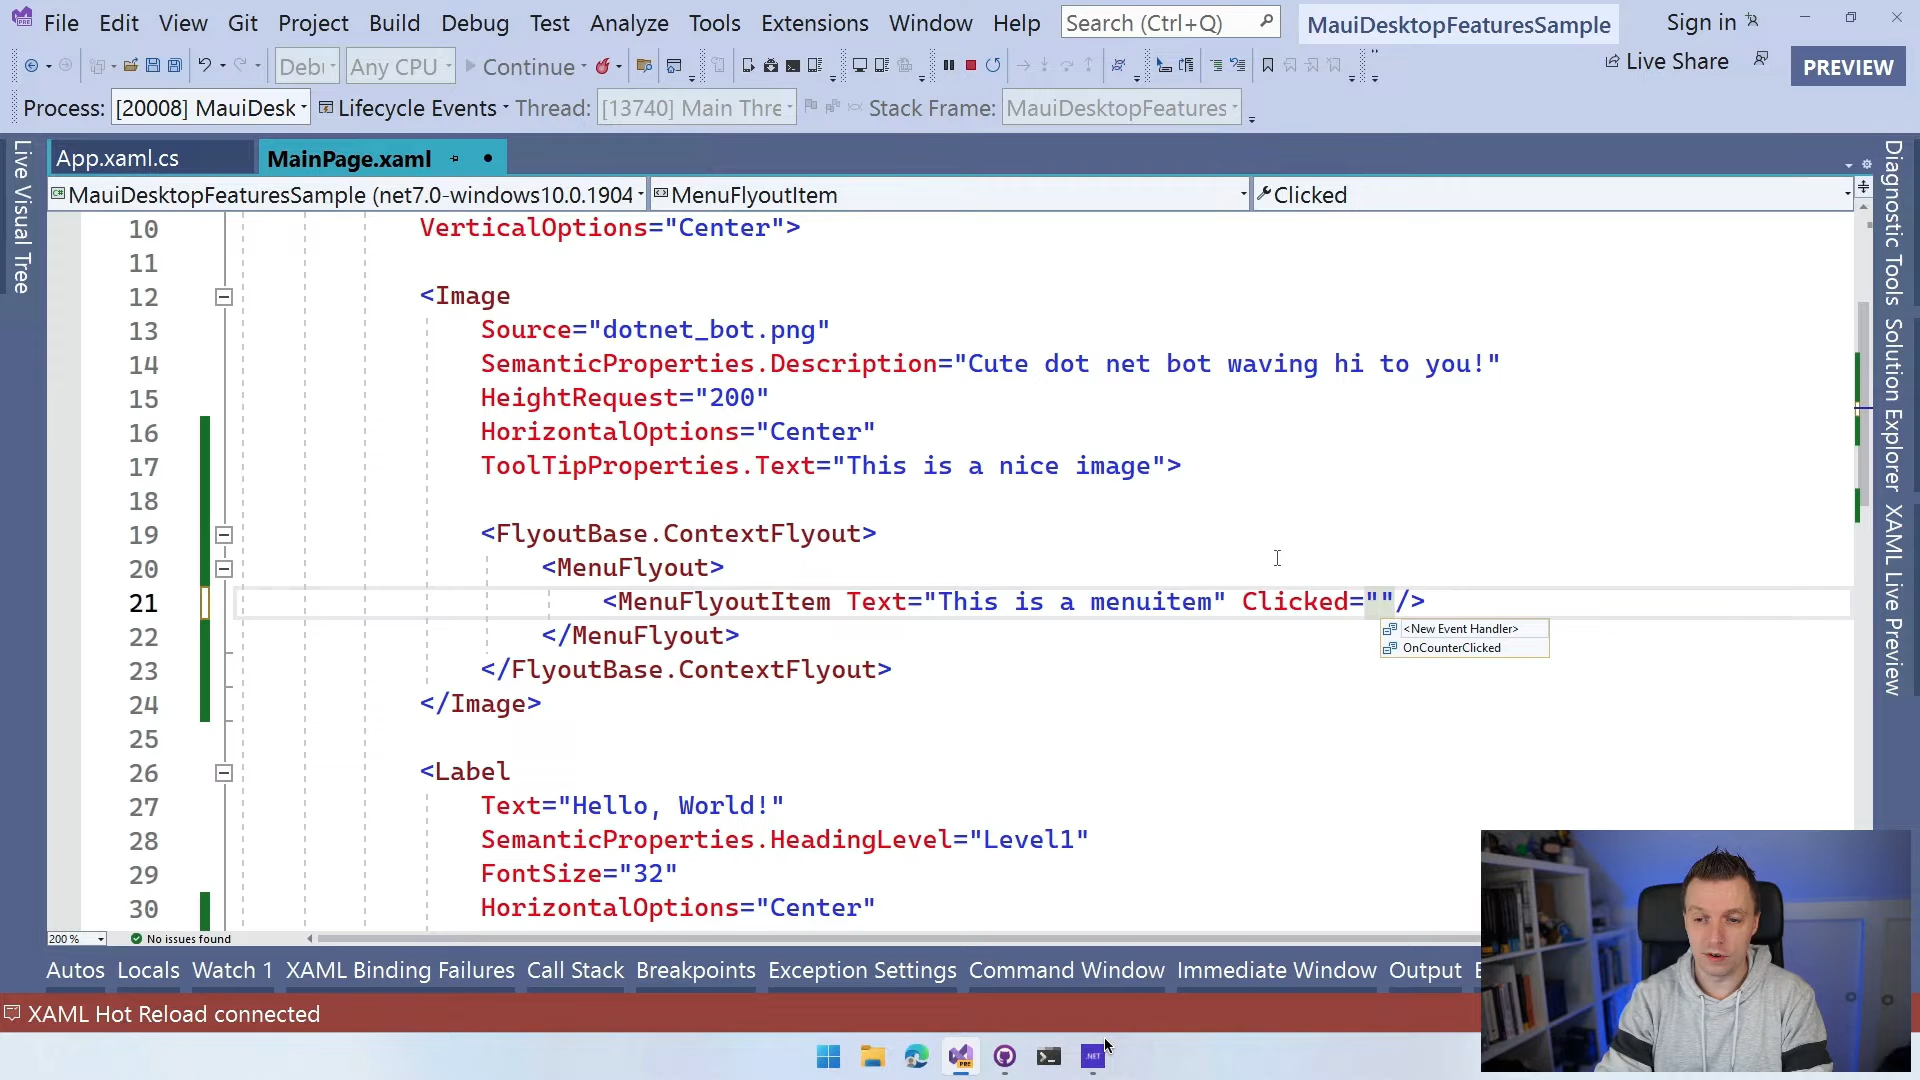 File Edit View Git Project Build Debug Test Analyze Tools Extensions Window Help Search (Ctrl+Q) MauiDesktopFeaturesSample Sign in
Debi Any CPU Continue Live Share PREVIEW
Process: [20008] MauiDesk Lifecycle Events Thread: [13740] Main Thre Stack Frame: MauiDesktopFeatures
App.xaml.cs MainPage.xaml
MauiDesktopFeaturesSample (net7.0-windows10.0.1904 MenuFlyoutItem Clicked
Live Visual Tree
10 VerticalOptions="Center">
11
12 <Image
13 Source="dotnet_bot.png"
14 SemanticProperties.Description="Cute dot net bot waving hi to you!"
15 HeightRequest="200"
16 HorizontalOptions="Center"
17 ToolTipProperties.Text="This is a nice image">
18
19 <FlyoutBase.ContextFlyout>
20 <MenuFlyout>
21 <MenuFlyoutItem Text="This is a menuitem" Clicked=""/>
<New Event Handler>
OnCounterClicked
22 </MenuFlyout>
23 </FlyoutBase.ContextFlyout>
24 </Image>
25
26 <Label
27 Text="Hello, World!"
28 SemanticProperties.HeadingLevel="Level1"
29 FontSize="32"
30 HorizontalOptions="Center"
Diagnostic Tools
Solution Explorer
XAML Live Preview
200 % No issues found
Autos Locals Watch 1 XAML Binding Failures Call Stack Breakpoints Exception Settings Command Window Immediate Window Output
XAML Hot Reload connected
PRE .NET